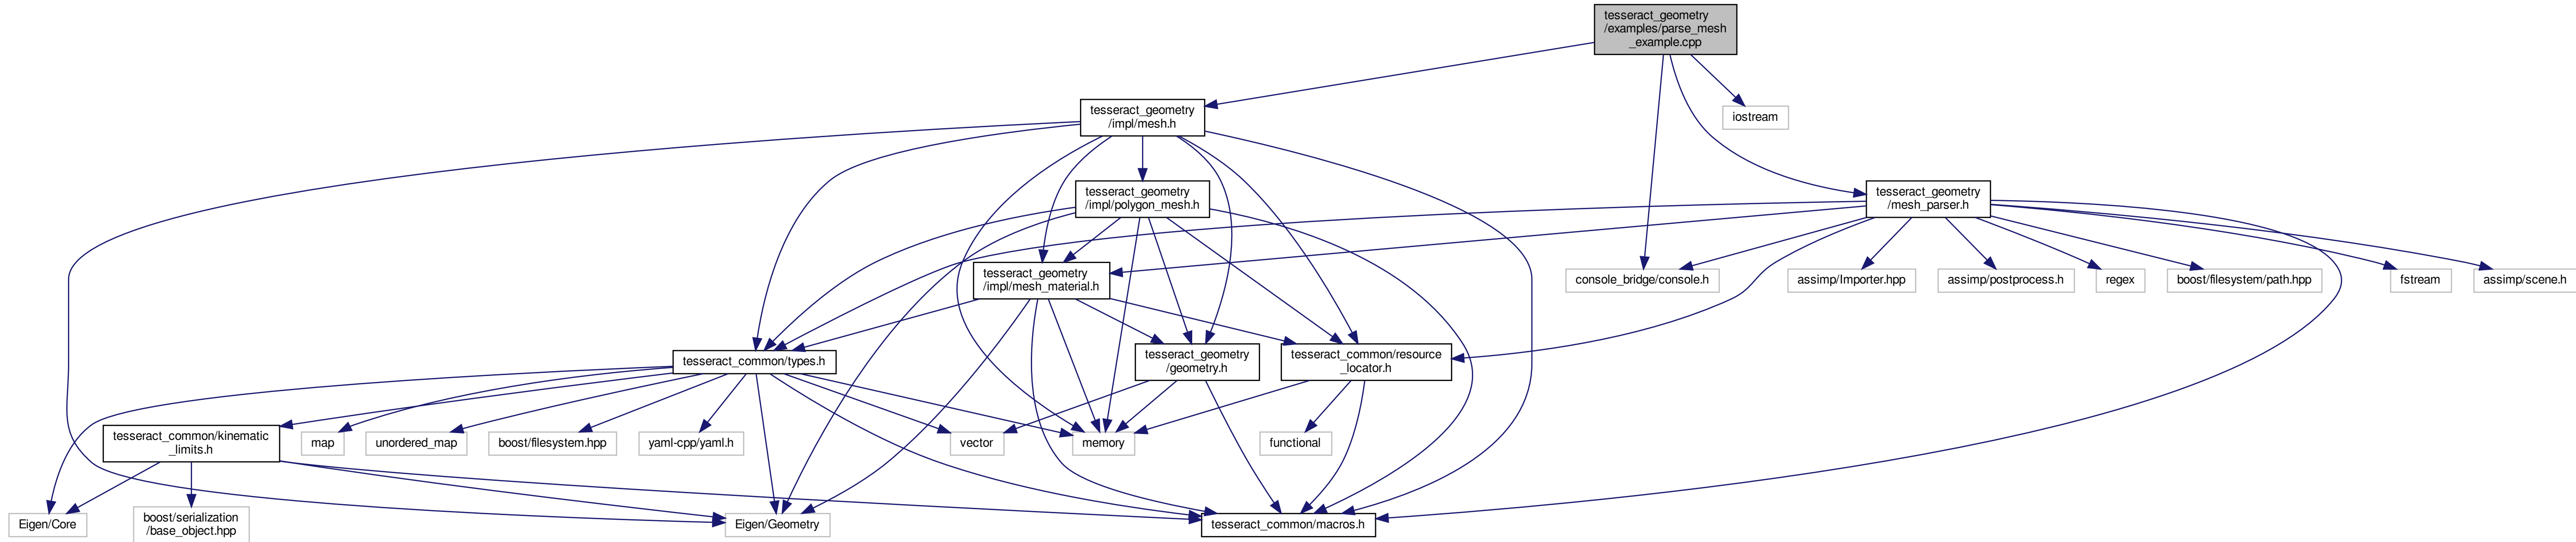 tesseract_geometry
/examples/parse_mesh
_example.cpp
tesseract_geometry
/impl/mesh.h
iostream
tesseract_geometry
/impl/polygon_mesh.h
tesseract_geometry
/mesh_parser.h
tesseract_geometry
/impl/mesh_material.h
console_bridge/console.h
assimp/Importer.hpp
assimp/postprocess.h
regex
boost/filesystem/path.hpp
fstream
assimp/scene.h
tesseract_common/types.h
tesseract_geometry
/geometry.h
tesseract_common/resource
_locator.h
tesseract_common/kinematic
_limits.h
map
unordered_map
boost/filesystem.hpp
yaml-cpp/yaml.h
vector
memory
functional
Eigen/Core
boost/serialization
/base_object.hpp
Eigen/Geometry
tesseract_common/macros.h